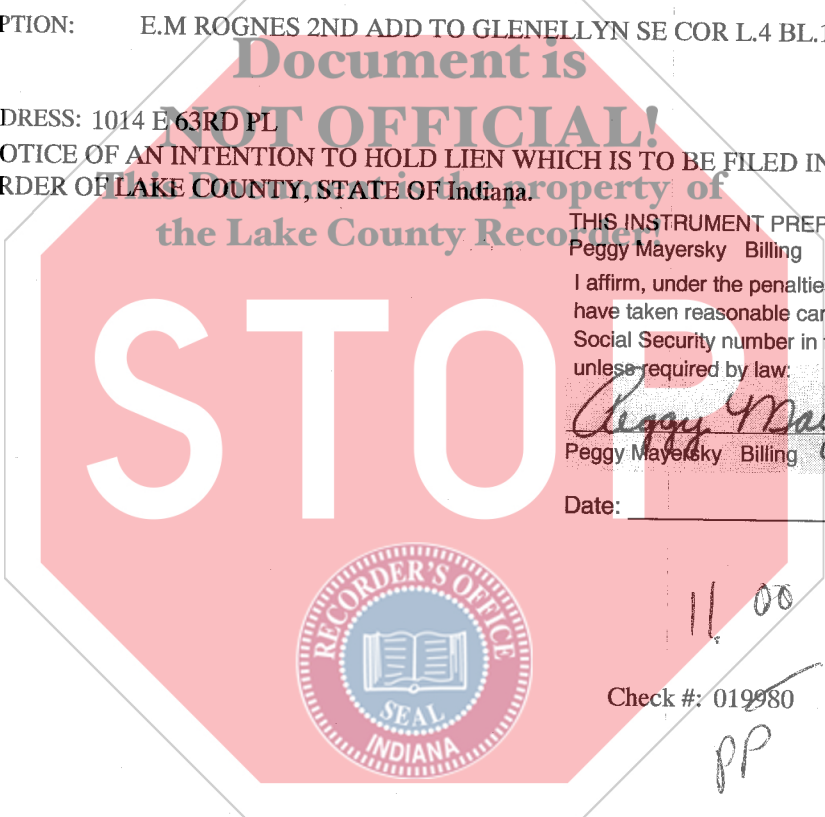 PTION: E.M ROGNES 2ND ADD TO GLENELLYN SE COR L.4 BL.1
Document is
NOT OFFICIAL!
DRESS: 1014 E 63RD PL
OTICE OF AN INTENTION TO HOLD LIEN WHICH IS TO BE FILED IN
RDER OF LAKE COUNTY, STATE OF Indiana.
This Document is the property of
the Lake County Recorder!
THIS INSTRUMENT PREP
Peggy Mayersky Billing
I affirm, under the penaltie
have taken reasonable car
Social Security number in
unless required by law:
Peggy Ma
Peggy Mayersky Billing
Date:
STOP
RECORDER'S OFFICE
SEAL
INDIANA
11.00
Check #: 019980
PP